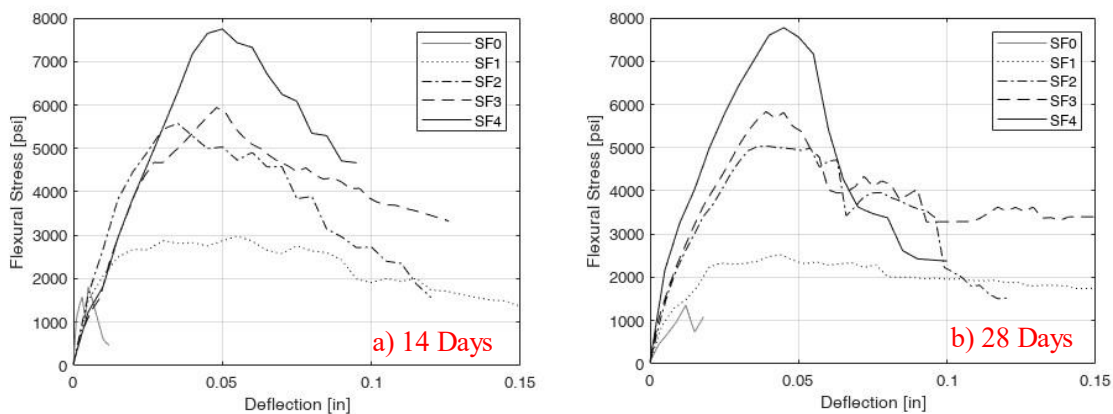 8000
7000
6000
5000
4000
3000
2000
1000
0
Flexural Stress [psi]
0
0.05
0.1
0.15
Deflection [in]
SF0
SF1
SF2
SF3
SF4
a) 14 Days
8000
7000
6000
5000
4000
3000
2000
1000
0
Flexural Stress [psi]
0
0.05
0.1
0.15
Deflection [in]
SF0
SF1
SF2
SF3
SF4
b) 28 Days